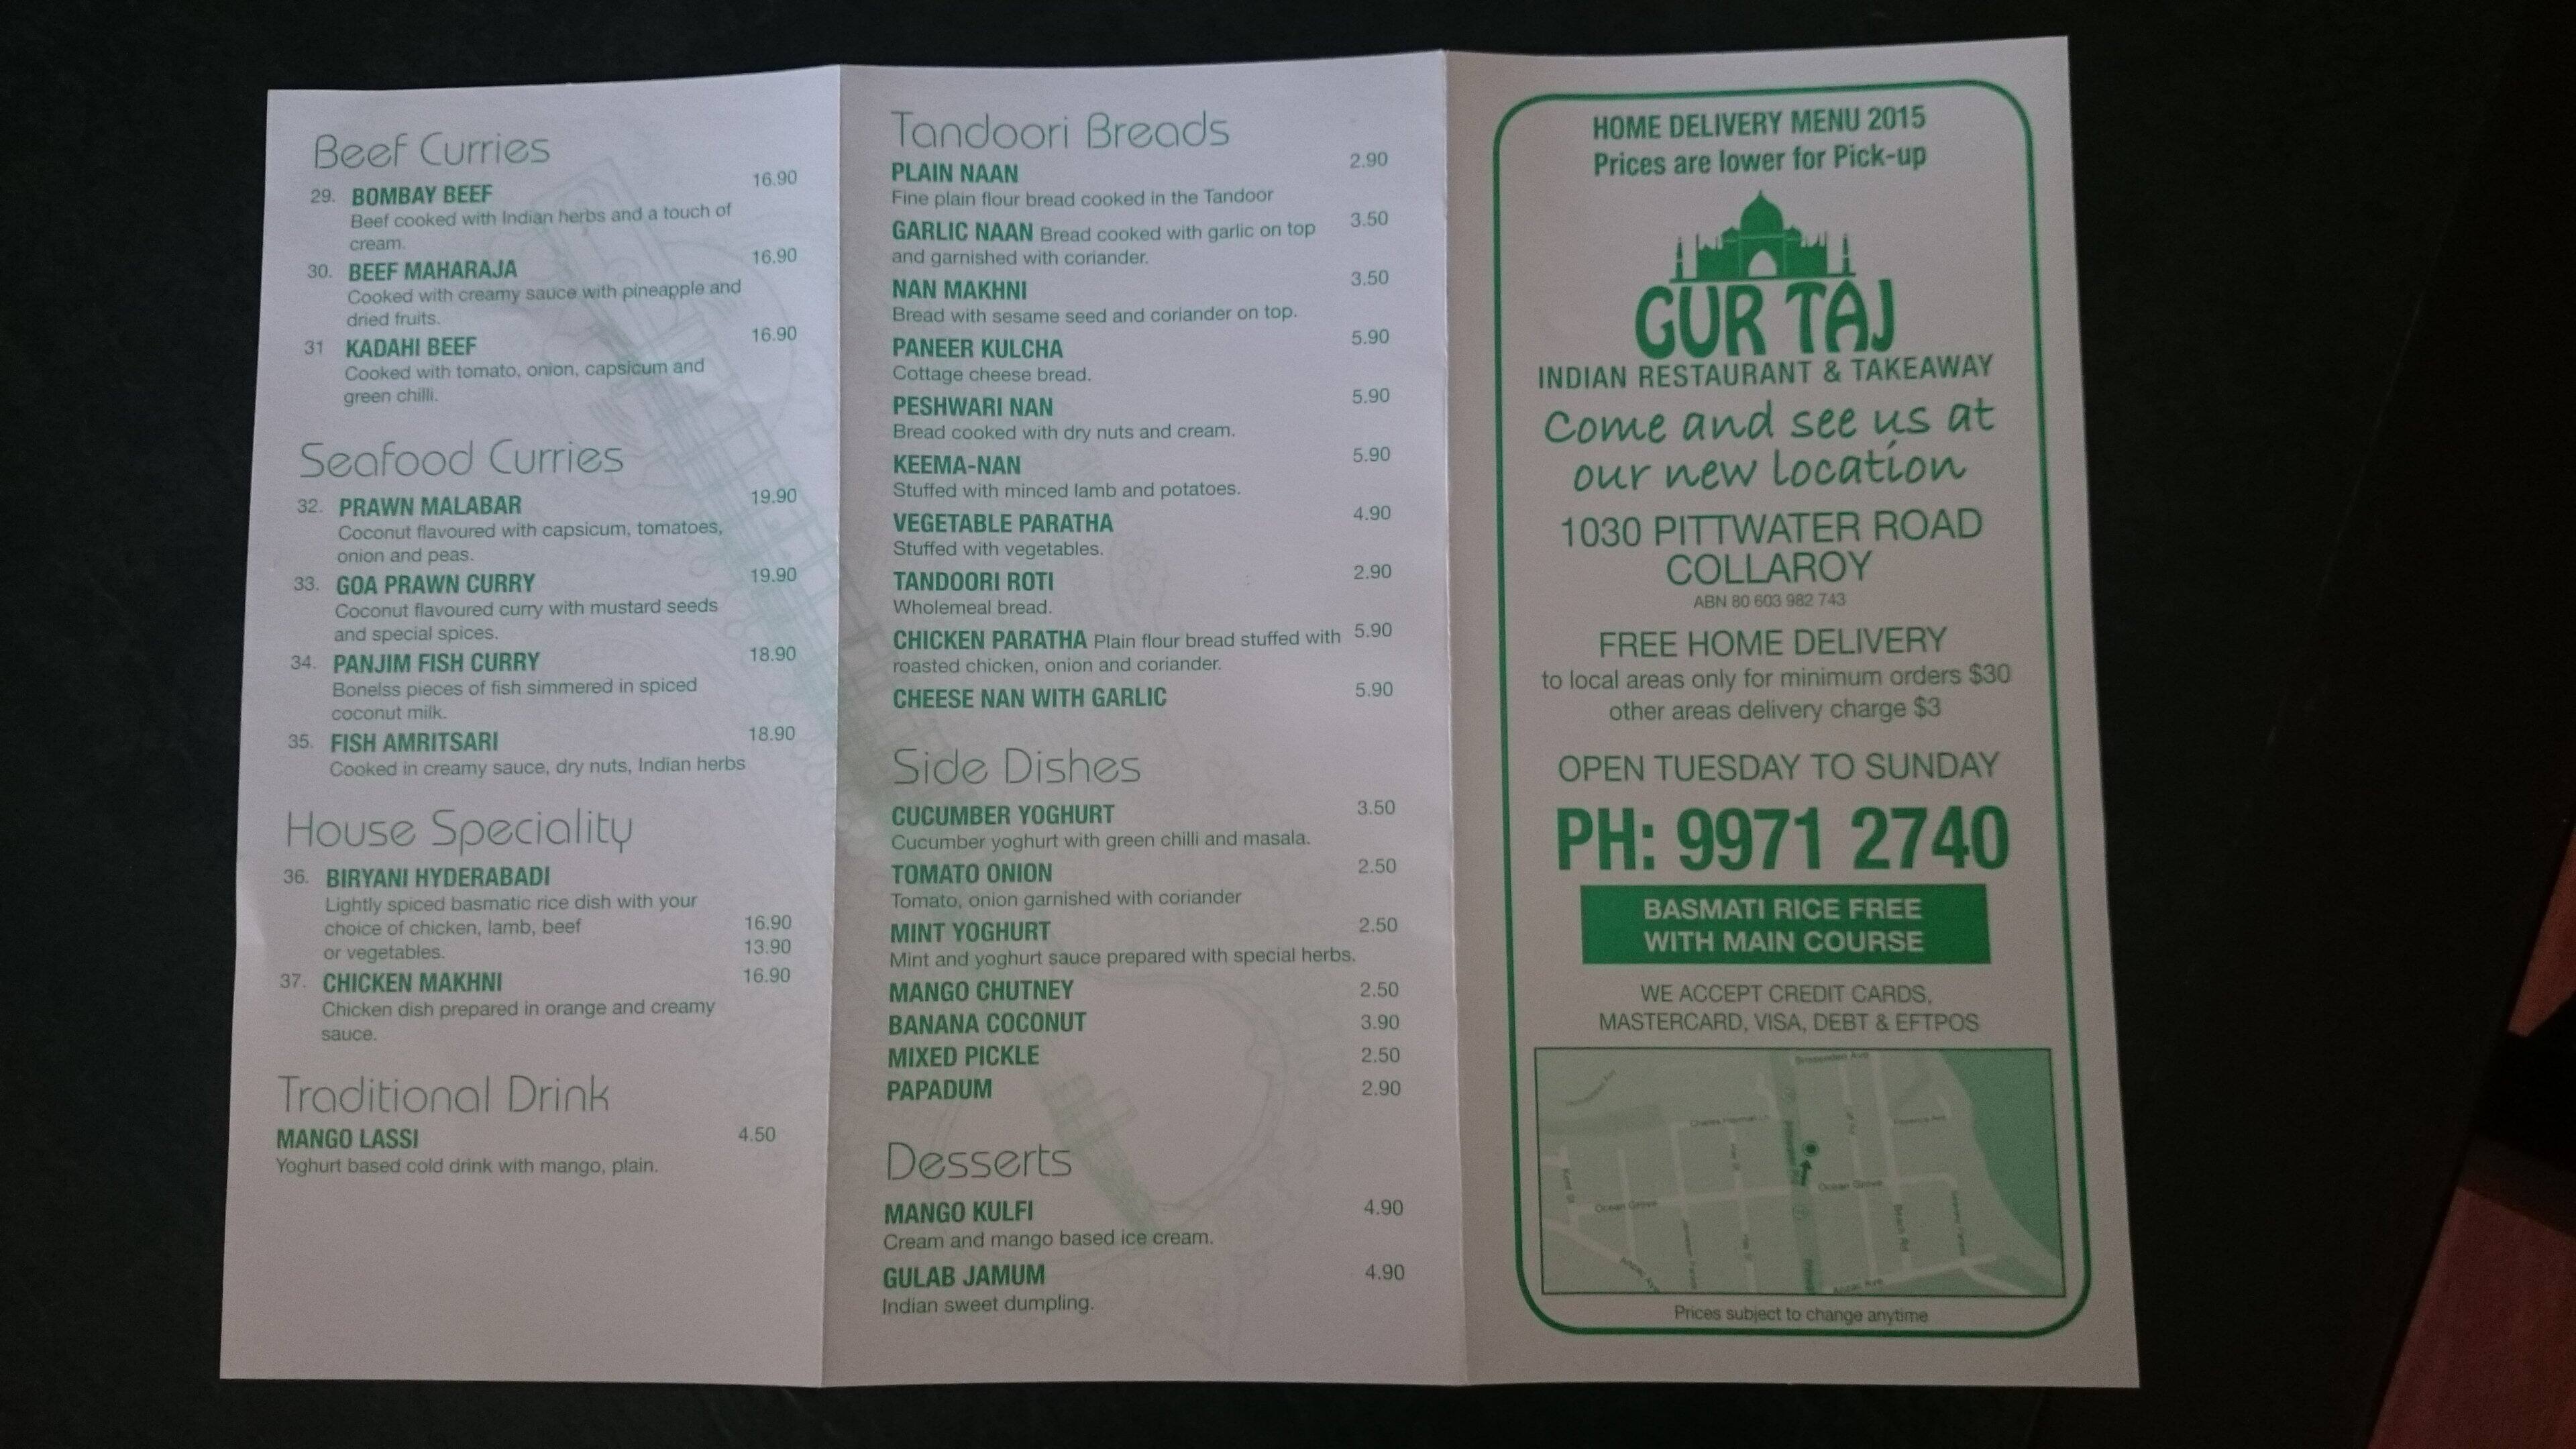 Beef Curries
29. BOMBAY BEEF 16.90
Beef cooked with Indian herbs and a touch of
cream.
30. BEEF MAHARAJA 16.90
Cooked with creamy sauce with pineapple and
dried fruits.
31 KADAHI BEEF 16.90
Cooked with tomato, onion, capsicum and
green chilli.
Seafood Curries
32. PRAWN MALABAR 19.90
Coconut flavoured with capsicum, tomatoes,
onion and peas.
33. GOA PRAWN CURRY 19.90
Coconut flavoured curry with mustard seeds
and special spices.
34. PANJIM FISH CURRY 18.90
Bonelss pieces of fish simmered in spiced
coconut milk.
35. FISH AMRITSARI 18.90
Cooked in creamy sauce, dry nuts, Indian herbs
House Speciality
36. BIRYANI HYDERABADI
Lightly spiced basmatic rice dish with your
choice of chicken, lamb, beef 16.90
or vegetables. 13.90
37. CHICKEN MAKHNI 16.90
Chicken dish prepared in orange and creamy
sauce.
Traditional Drink
MANGO LASSI 4.50
Yoghurt based cold drink with mango, plain.
Tandoori Breads
PLAIN NAAN 2.90
Fine plain flour bread cooked in the Tandoor
GARLIC NAAN Bread cooked with garlic on top 3.50
and garnished with coriander.
NAN MAKHNI 3.50
Bread with sesame seed and coriander on top.
PANEER KULCHA 5.90
Cottage cheese bread.
PESHWARI NAN 5.90
Bread cooked with dry nuts and cream.
KEEMA-NAN 5.90
Stuffed with minced lamb and potatoes.
VEGETABLE PARATHA 4.90
Stuffed with vegetables.
TANDOORI ROTI 2.90
Wholemeal bread.
CHICKEN PARATHA Plain flour bread stuffed with 5.90
roasted chicken, onion and coriander.
CHEESE NAN WITH GARLIC 5.90
Side Dishes
CUCUMBER YOGHURT 3.50
Cucumber yoghurt with green chilli and masala.
TOMATO ONION 2.50
Tomato, onion garnished with coriander
MINT YOGHURT 2.50
Mint and yoghurt sauce prepared with special herbs.
MANGO CHUTNEY 2.50
BANANA COCONUT 3.90
MIXED PICKLE 2.50
PAPADUM 2.90
Desserts
MANGO KULFI 4.90
Cream and mango based ice cream.
GULAB JAMUM 4.90
Indian sweet dumpling.
HOME DELIVERY MENU 2015
Prices are lower for Pick-up
GUR TAJ
INDIAN RESTAURANT & TAKEAWAY
Come and see us at
our new location
1030 PITTWATER ROAD
COLLAROY
ABN 80 603 982 743
FREE HOME DELIVERY
to local areas only for minimum orders $30
other areas delivery charge $3
OPEN TUESDAY TO SUNDAY
PH: 9971 2740
BASMATI RICE FREE
WITH MAIN COURSE
WE ACCEPT CREDIT CARDS,
MASTERCARD, VISA, DEBT & EFTPOS
Ocean Grove
Ocean Grove
Beach Rd
Anzac Ave
Prices subject to change anytime